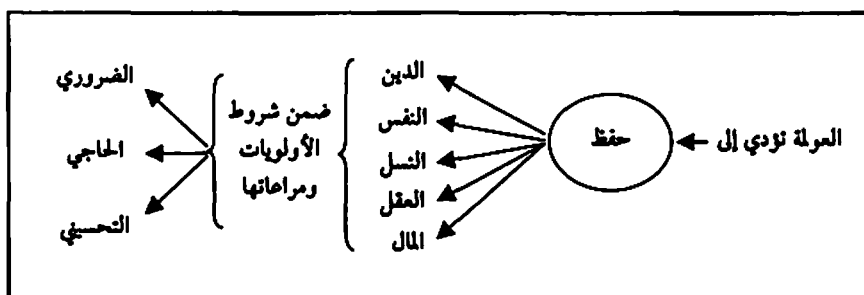 العولمة تؤدي إلى
حفظ
الدين
النفس
النسل
العقل
المال
ضمن شروط
الأولويات
ومراعاتها
الضروري
الحاجي
التحسيني